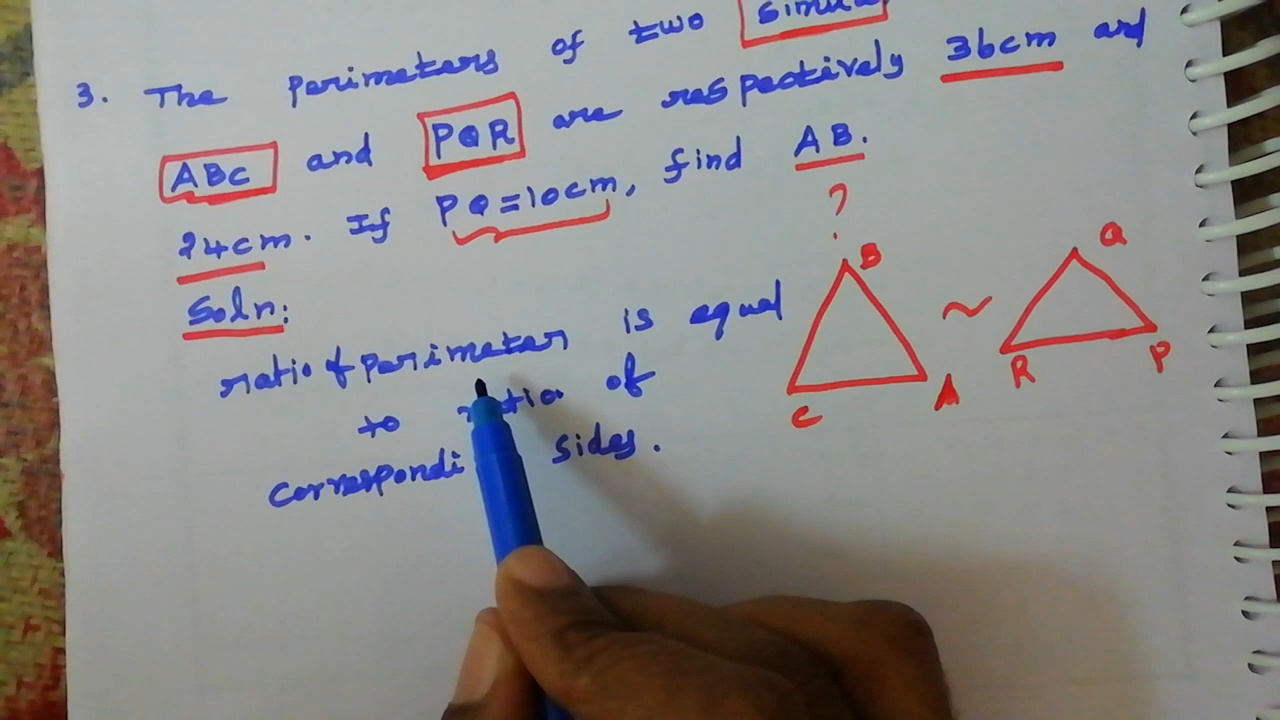 3. The perimeters of two
ABC and PQR are respectively 36cm and
24cm. If PQ=10cm, find AB.
?
Soln:
ratio of perimeter is equal
to ratio of
sides.
B
C
A
~
Q
R
P